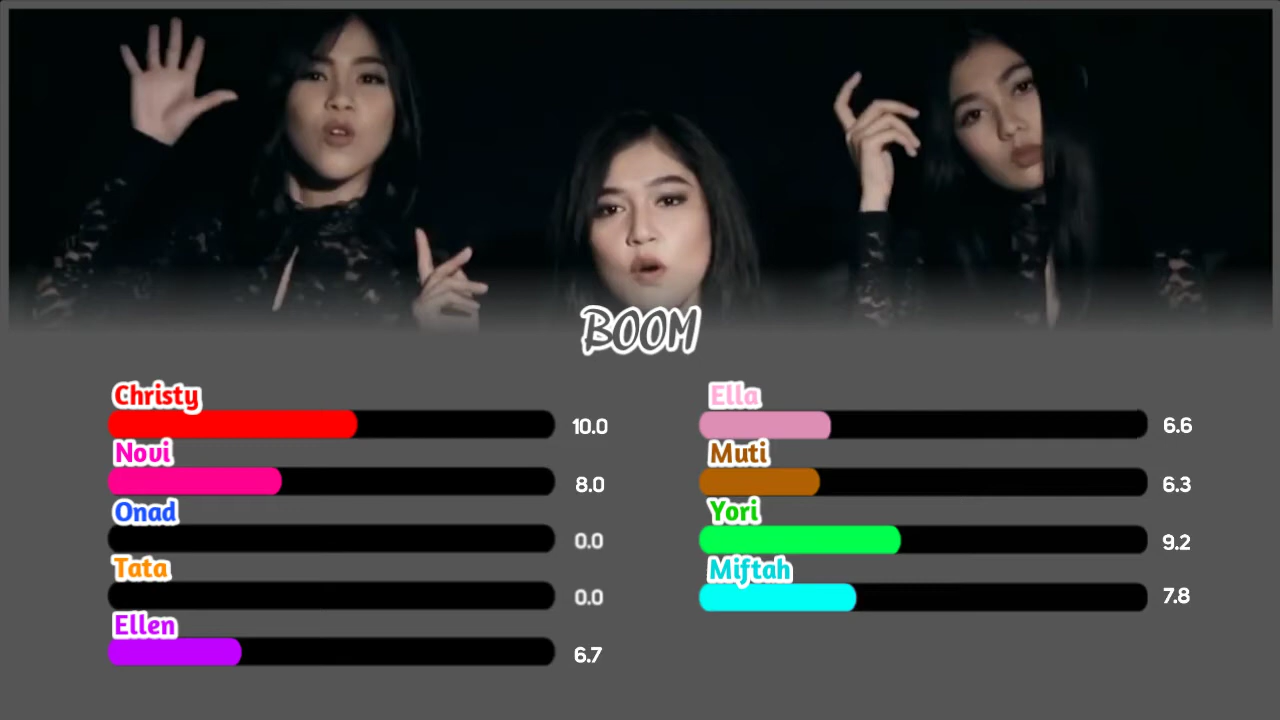 BOOM
Christy
10.0
Novi
8.0
Onad
0.0
Tata
0.0
Ellen
6.7
Ella
6.6
Muti
6.3
Yori
9.2
Miftah
7.8